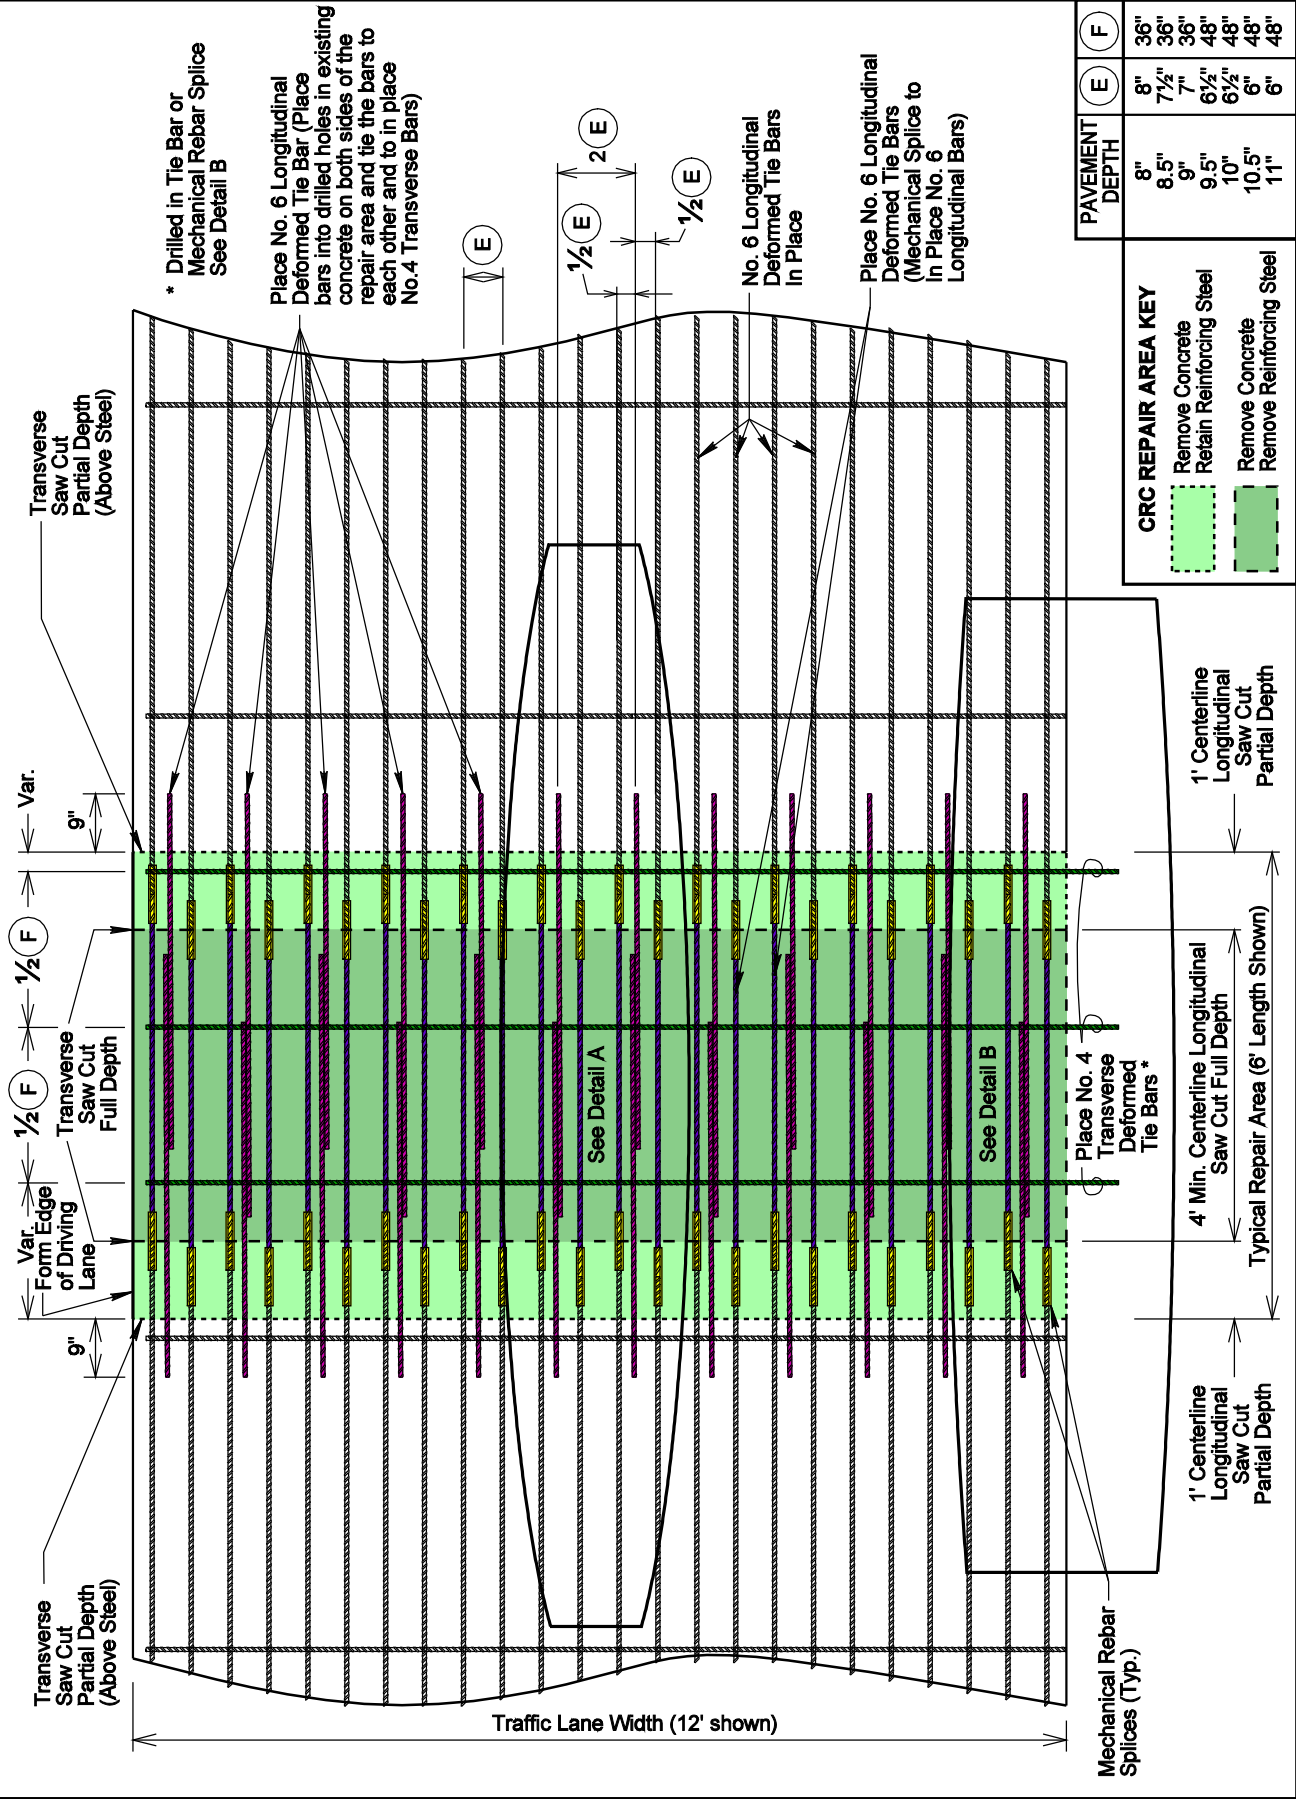 Transverse
Saw Cut
Partial Depth
(Above Steel)
9"
Var.
Form Edge
of Driving
Lane
½ F
Transverse
Saw Cut
Full Depth
½ F
Var.
9"
Transverse
Saw Cut
Partial Depth
(Above Steel)
* Drilled in Tie Bar or
Mechanical Rebar Splice
See Detail B
Place No. 6 Longitudinal
Deformed Tie Bar (Place
bars into drilled holes in existing
concrete on both sides of the
repair area and tie the bars to
each other and to in place
No.4 Transverse Bars)
E
½ E
2 E
½ E
No. 6 Longitudinal
Deformed Tie Bars
In Place
Place No. 6 Longitudinal
Deformed Tie Bars
(Mechanical Splice to
In Place No. 6
Longitudinal Bars)
Traffic Lane Width (12' shown)
See Detail A
See Detail B
Place No. 4
Transverse
Deformed
Tie Bars *
Mechanical Rebar
Splices (Typ.)
1' Centerline
Longitudinal
Saw Cut
Partial Depth
4' Min. Centerline Longitudinal
Saw Cut Full Depth
Typical Repair Area (6' Length Shown)
1' Centerline
Longitudinal
Saw Cut
Partial Depth
CRC REPAIR AREA KEY
Remove Concrete
Retain Reinforcing Steel
Remove Concrete
Remove Reinforcing Steel
PAVEMENT
DEPTH E F
8" 8" 36"
8.5" 7½" 36"
9" 7" 36"
9.5" 6½" 48"
10" 6½" 48"
10.5" 6" 48"
11" 6" 48"